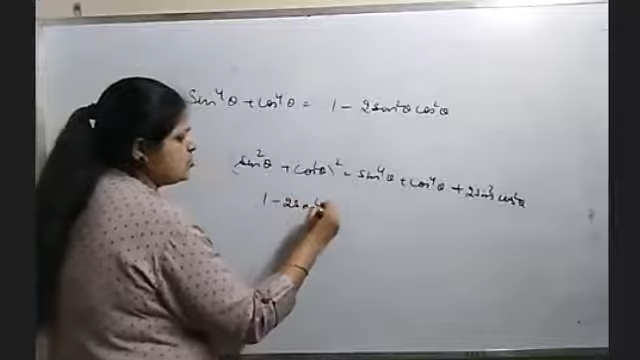 Sin⁴θ + cos⁴θ = 1 - 2sin²θ cos²θ
(sin²θ + cos²θ)² = sin⁴θ + cos⁴θ + 2sin²θ cos²θ
1 - 2sin²θ